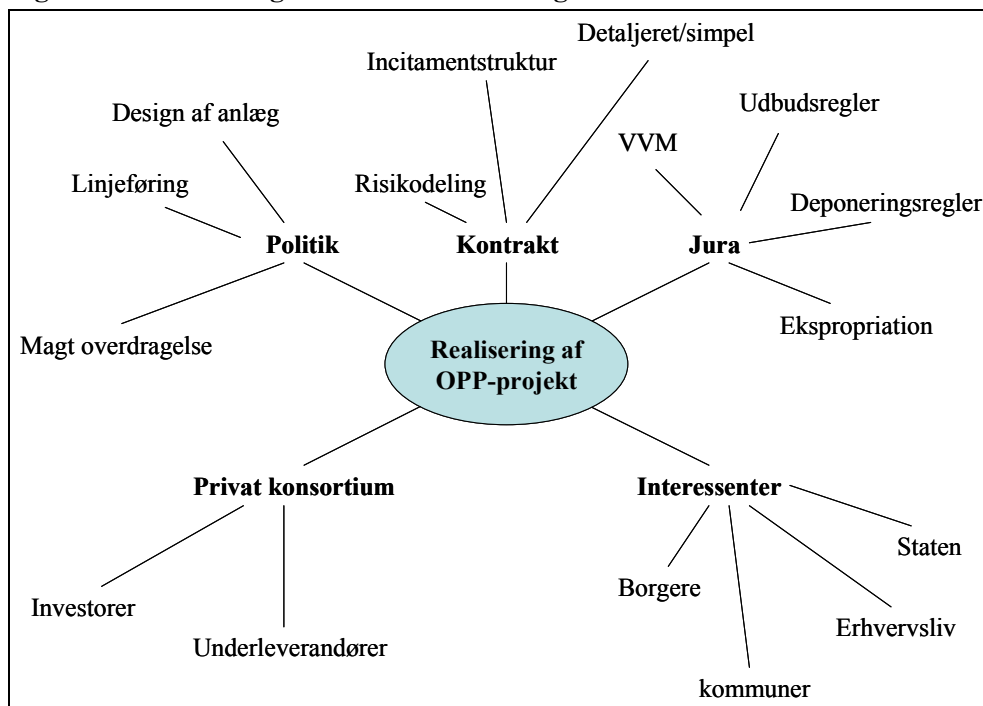 Detaljeret/simpel
Incitamentstruktur
Design af anlæg
Udbudsregler
VVM
Linjeføring
Risikodeling
Deponeringsregler
Politik
Kontrakt
Jura
Magt overdragelse
Ekspropriation
Realisering af
OPP-projekt
Privat konsortium
Interessenter
Staten
Borgere
Investorer
Erhvervsliv
Underleverandører
kommuner